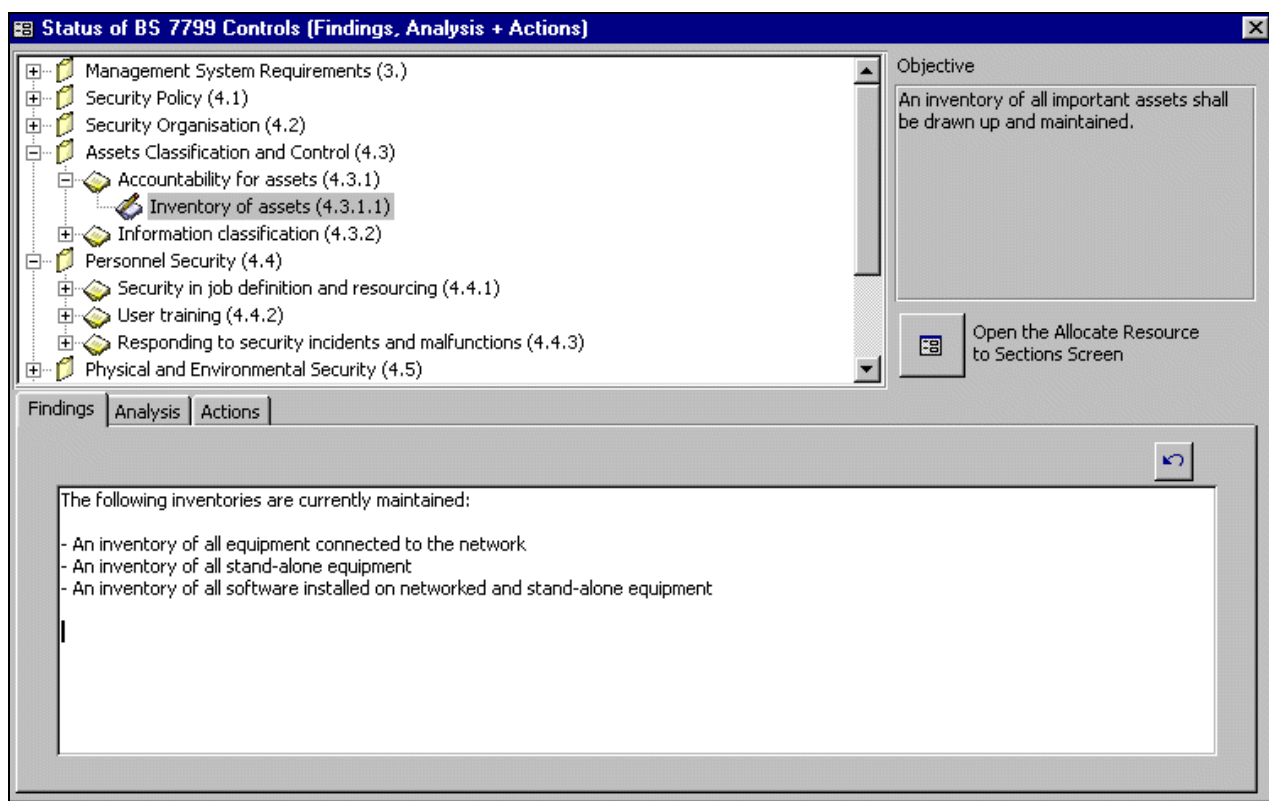 Status of BS 7799 Controls (Findings, Analysis + Actions)
Management System Requirements (3.)
Security Policy (4.1)
Security Organisation (4.2)
Assets Classification and Control (4.3)
Accountability for assets (4.3.1)
Inventory of assets (4.3.1.1)
Information classification (4.3.2)
Personnel Security (4.4)
Security in job definition and resourcing (4.4.1)
User training (4.4.2)
Responding to security incidents and malfunctions (4.4.3)
Physical and Environmental Security (4.5)
Objective
An inventory of all important assets shall
be drawn up and maintained.
Open the Allocate Resource
to Sections Screen
Findings
Analysis
Actions
The following inventories are currently maintained:
- An inventory of all equipment connected to the network
- An inventory of all stand-alone equipment
- An inventory of all software installed on networked and stand-alone equipment